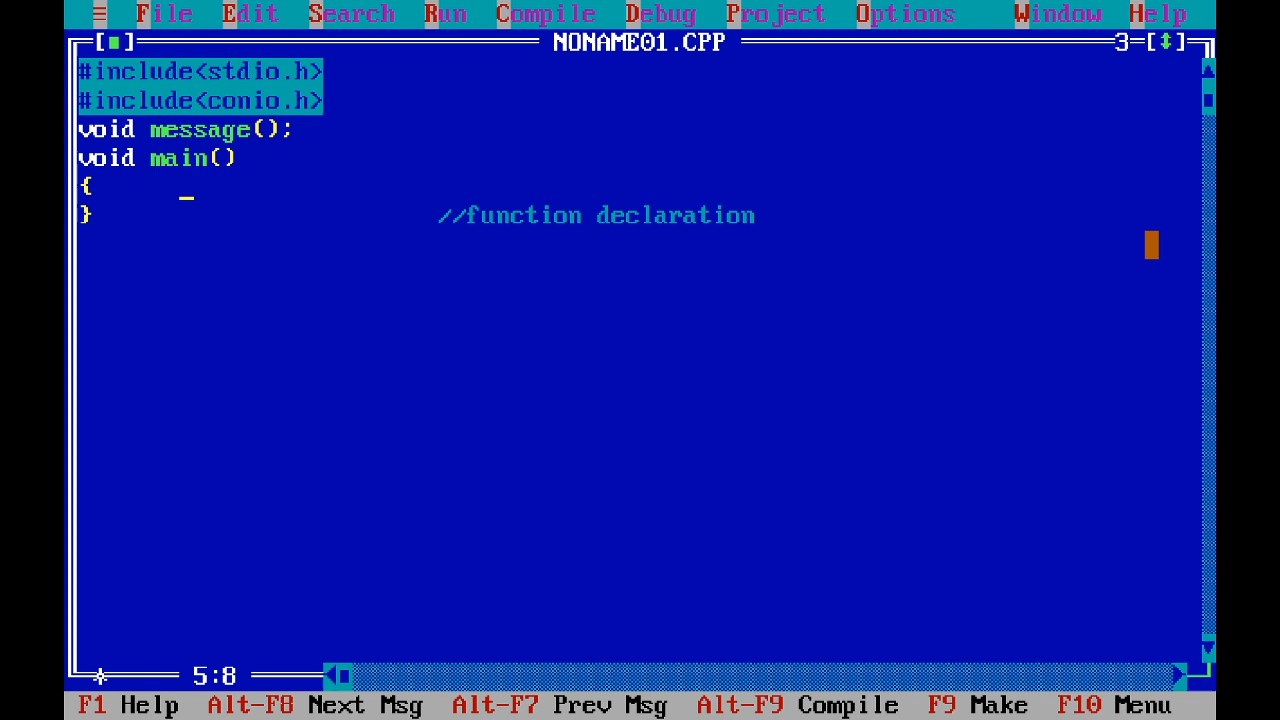 ≡ File Edit Search Run Compile Debug Project Options Window Help
[■] NONAME01.CPP 3=[↕]
#include<stdio.h>
#include<conio.h>
void message();
void main()
{ _
} //function declaration
5:8
F1 Help Alt-F8 Next Msg Alt-F7 Prev Msg Alt-F9 Compile F9 Make F10 Menu